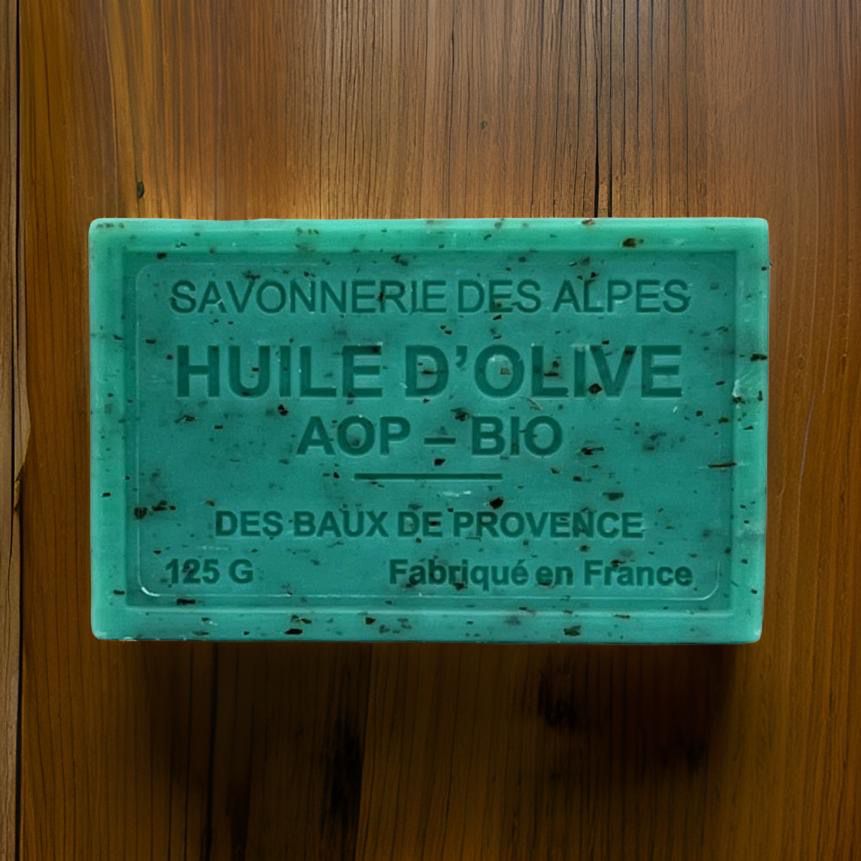 SAVONNERIE DES ALPES
HUILE D'OLIVE
AOP – BIO
DES BAUX DE PROVENCE
125 G Fabriqué en France